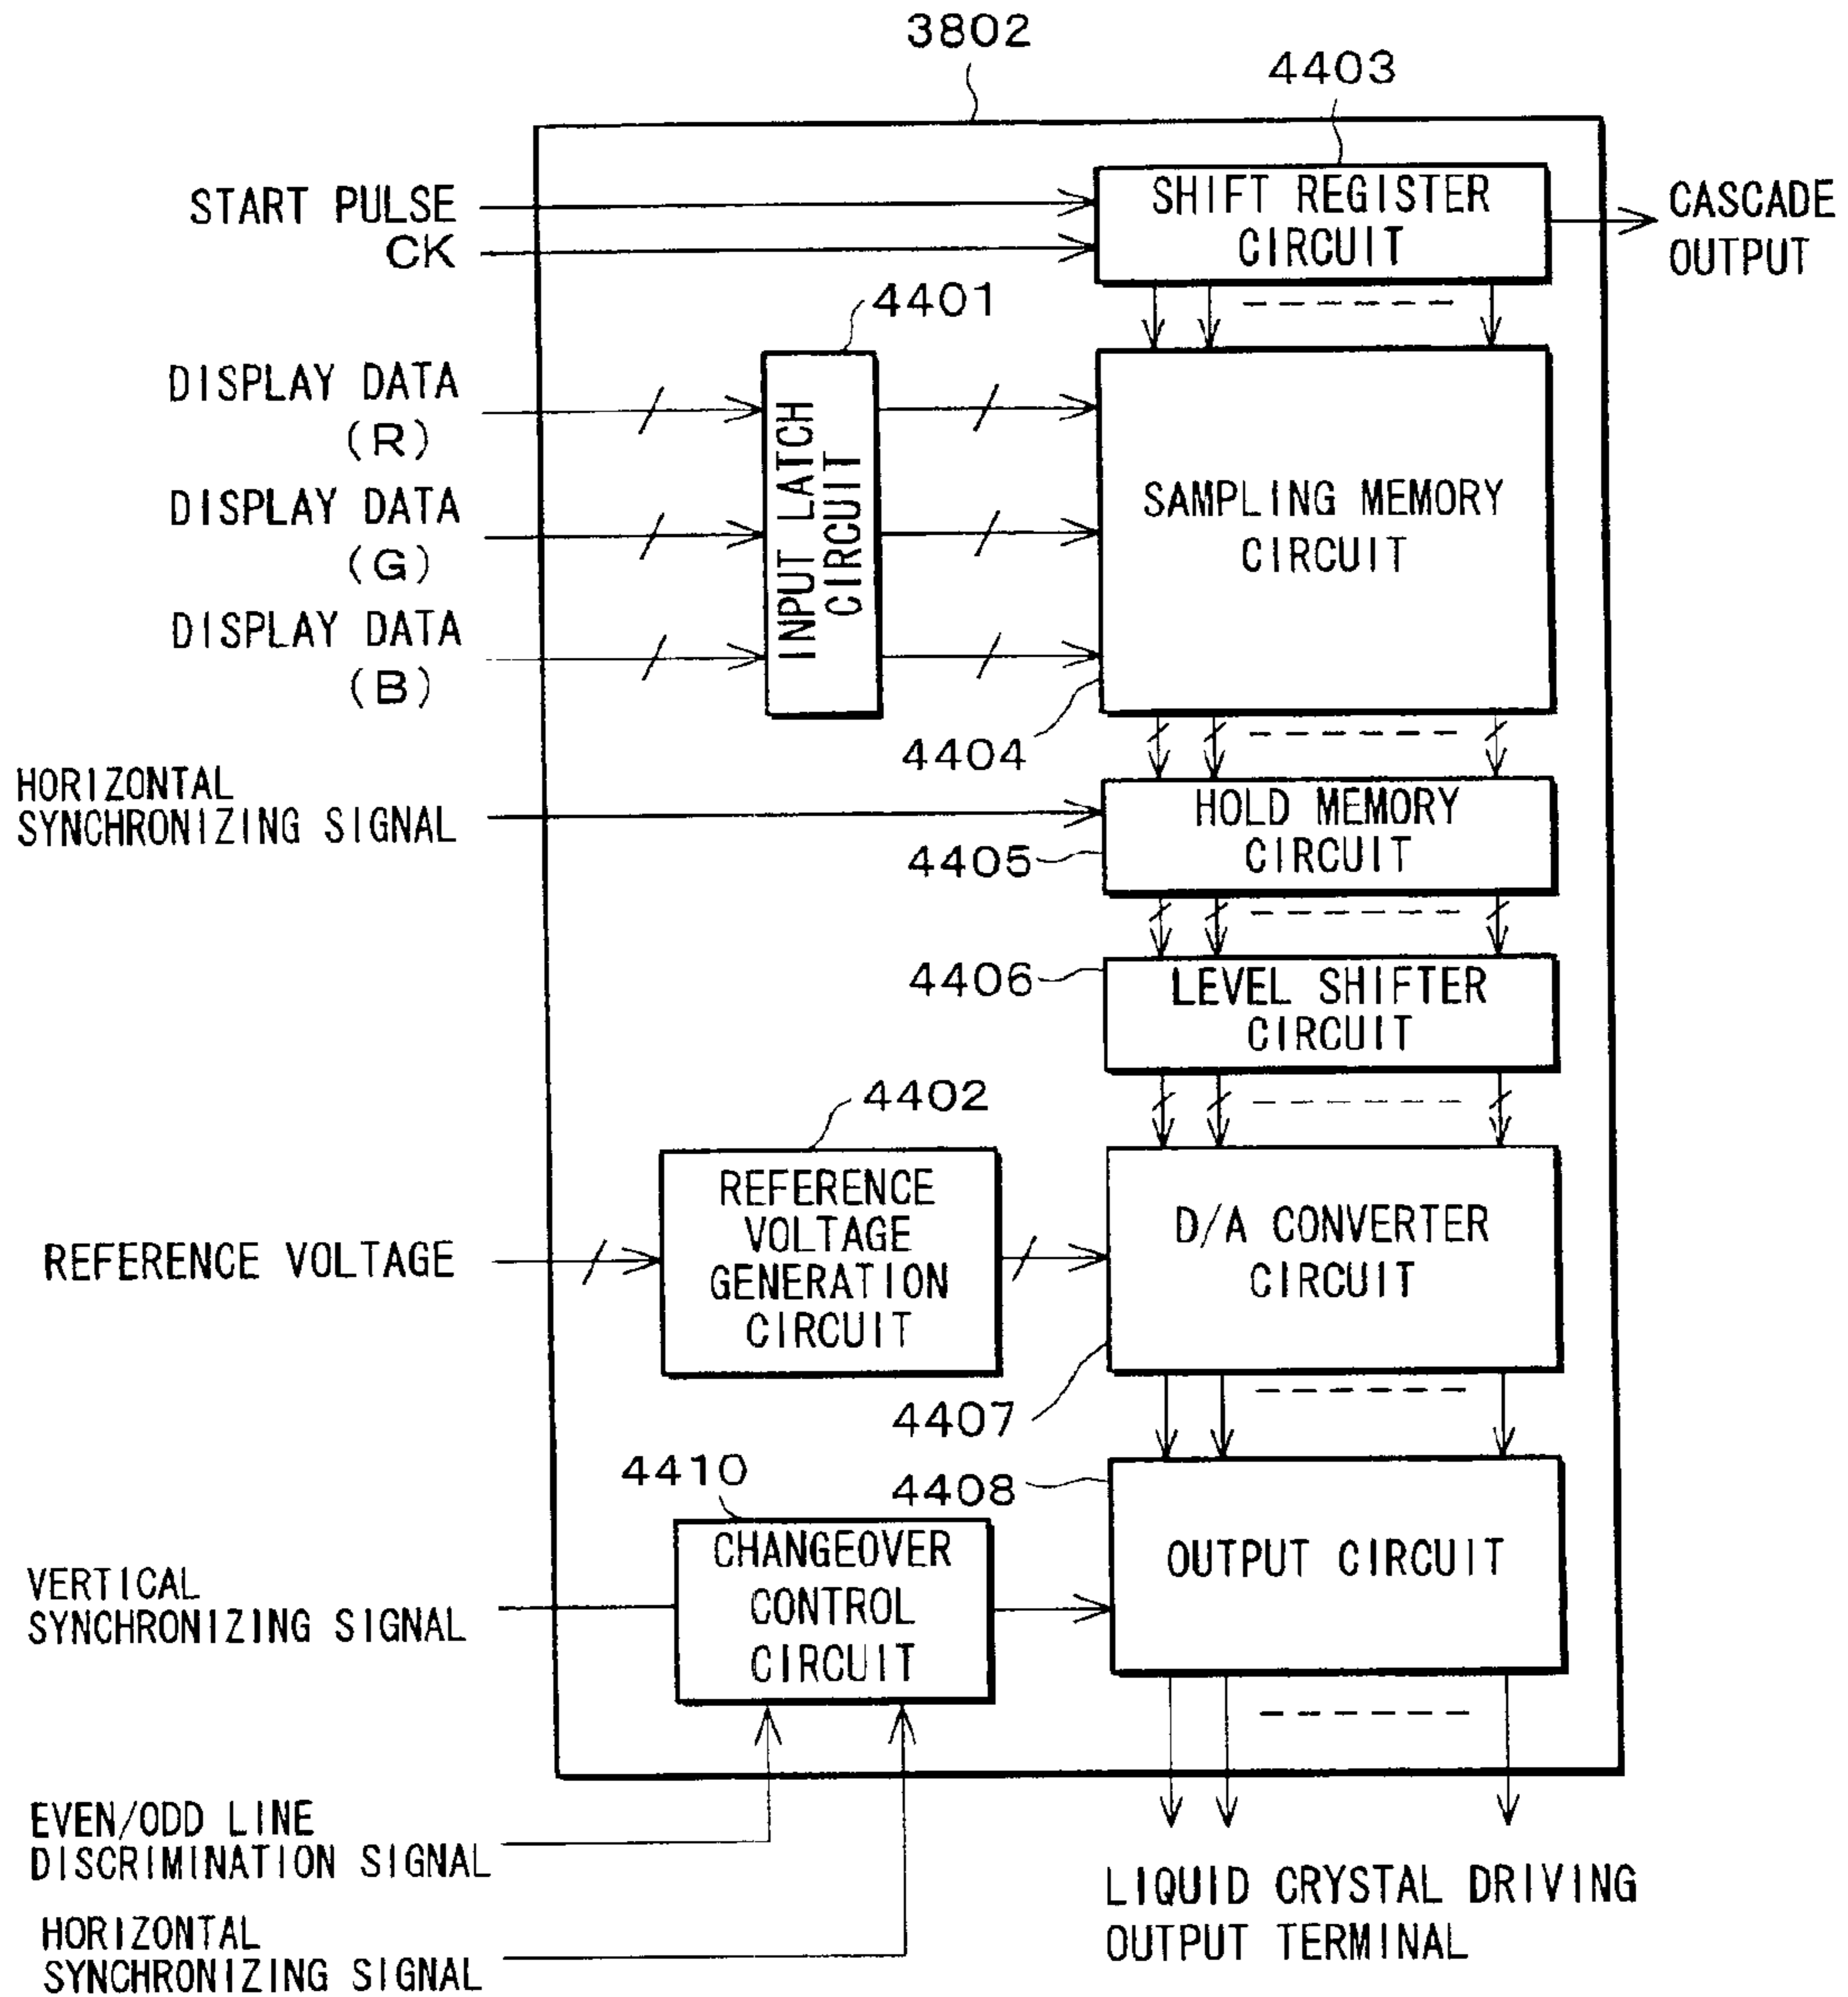 3802
4403
START PULSE
CK
SHIFT REGISTER
CIRCUIT
CASCADE
OUTPUT
4401
DISPLAY DATA
(R)
DISPLAY DATA
(G)
DISPLAY DATA
(B)
INPUT LATCH
CIRCUIT
SAMPLING MEMORY
CIRCUIT
4404
HORIZONTAL
SYNCHRONIZING SIGNAL
HOLD MEMORY
CIRCUIT
4405
4406
LEVEL SHIFTER
CIRCUIT
4402
REFERENCE VOLTAGE
REFERENCE
VOLTAGE
GENERATION
CIRCUIT
D/A CONVERTER
CIRCUIT
4407
4410
4408
VERTICAL
SYNCHRONIZING SIGNAL
CHANGEOVER
CONTROL
CIRCUIT
OUTPUT CIRCUIT
EVEN/ODD LINE
DISCRIMINATION SIGNAL
HORIZONTAL
SYNCHRONIZING SIGNAL
LIQUID CRYSTAL DRIVING
OUTPUT TERMINAL